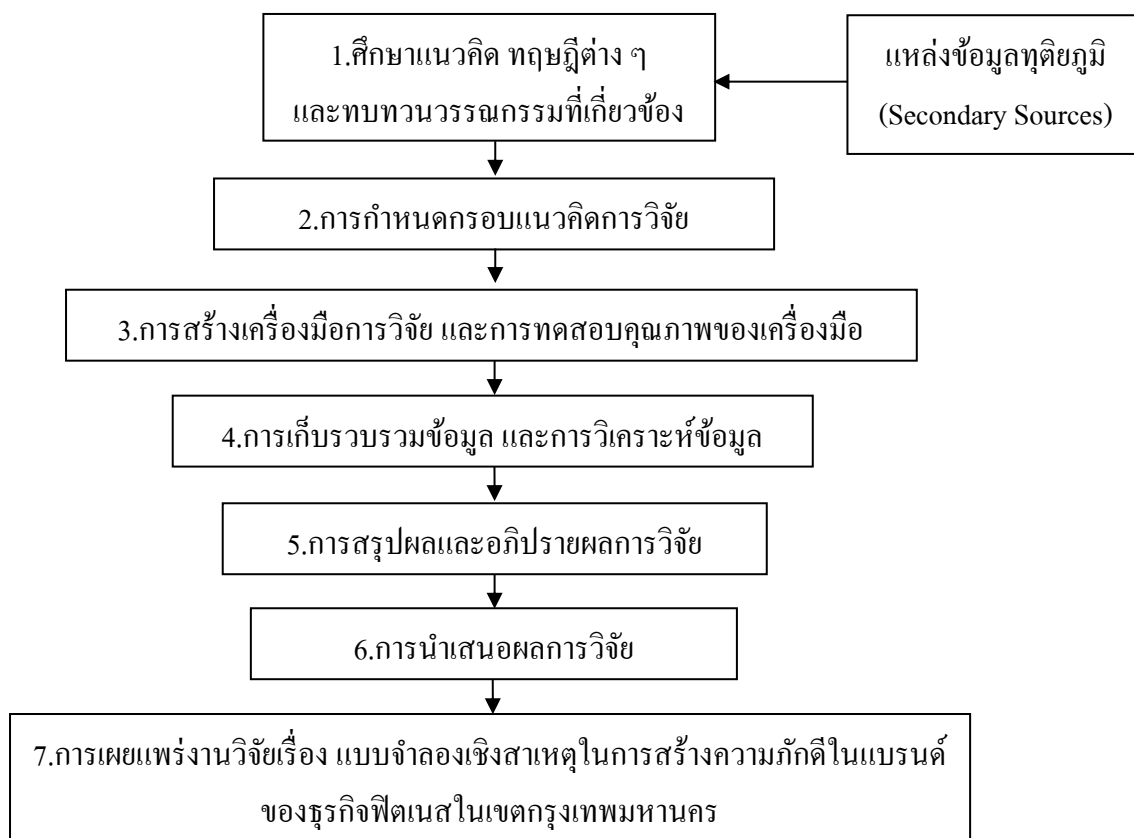 1.ศึกษาแนวคิด ทฤษฎีต่าง ๆ
และทบทวนวรรณกรรมที่เกี่ยวข้อง
แหล่งข้อมูลทุติยภูมิ
(Secondary Sources)
2.การกำหนดกรอบแนวคิดการวิจัย
3.การสร้างเครื่องมือการวิจัย และการทดสอบคุณภาพของเครื่องมือ
4.การเก็บรวบรวมข้อมูล และการวิเคราะห์ข้อมูล
5.การสรุปผลและอภิปรายผลการวิจัย
6.การนำเสนอผลการวิจัย
7.การเผยแพร่งานวิจัยเรื่อง แบบจำลองเชิงสาเหตุในการสร้างความภักดีในแบรนด์
ของธุรกิจฟิตเนสในเขตกรุงเทพมหานคร